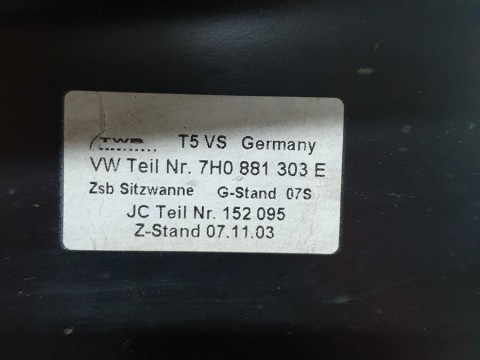 TWB T5 VS Germany
VW Teil Nr. 7H0 881 303 E
Zsb Sitzwanne G-Stand 07S
JC Teil Nr. 152 095
Z-Stand 07.11.03